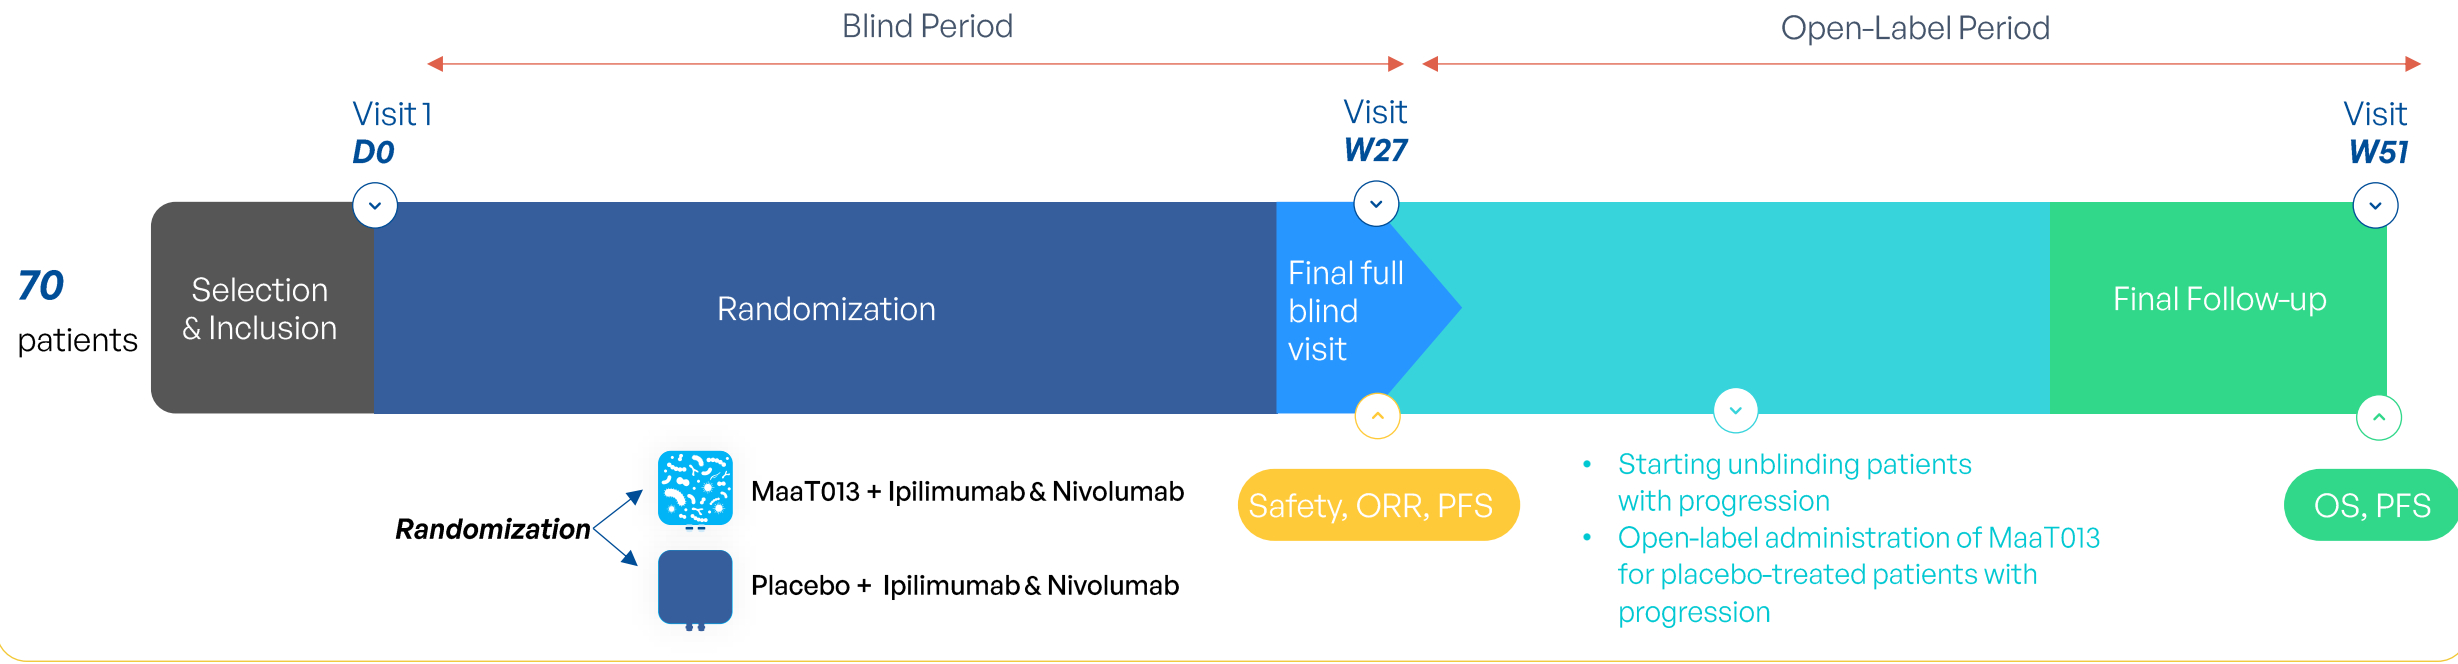 Blind Period
Open-Label Period
Visit 1
D0
Visit
W27
Visit
W51
70
patients
Selection
& Inclusion
Randomization
Final full
blind
visit
Final Follow-up
Randomization
MaaT013 + Ipilimumab & Nivolumab
Placebo + Ipilimumab & Nivolumab
Safety, ORR, PFS
• Starting unblinding patients
with progression
• Open-label administration of MaaT013
for placebo-treated patients with
progression
OS, PFS